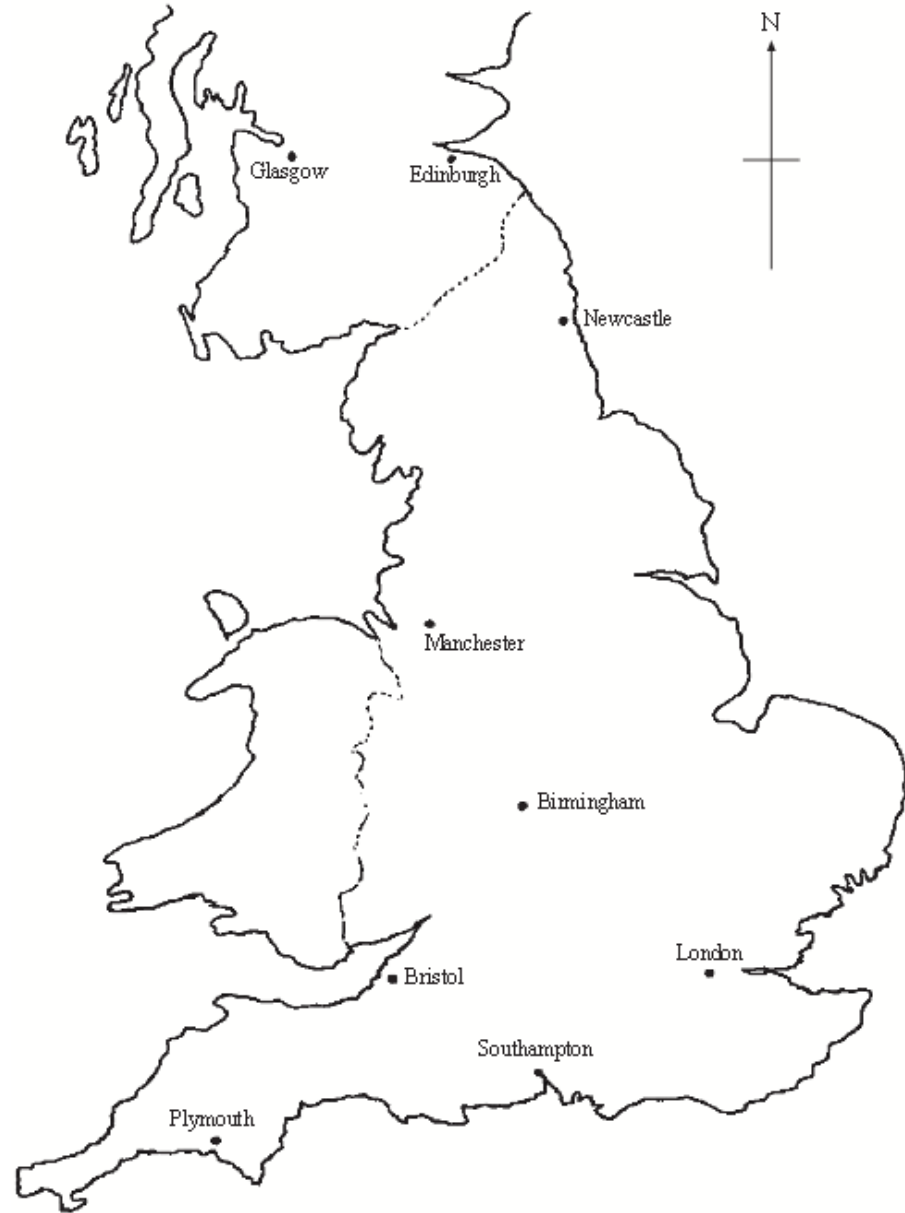 N
Glasgow
Edinburgh
Newcastle
Manchester
Birmingham
London
Bristol
Southampton
Plymouth